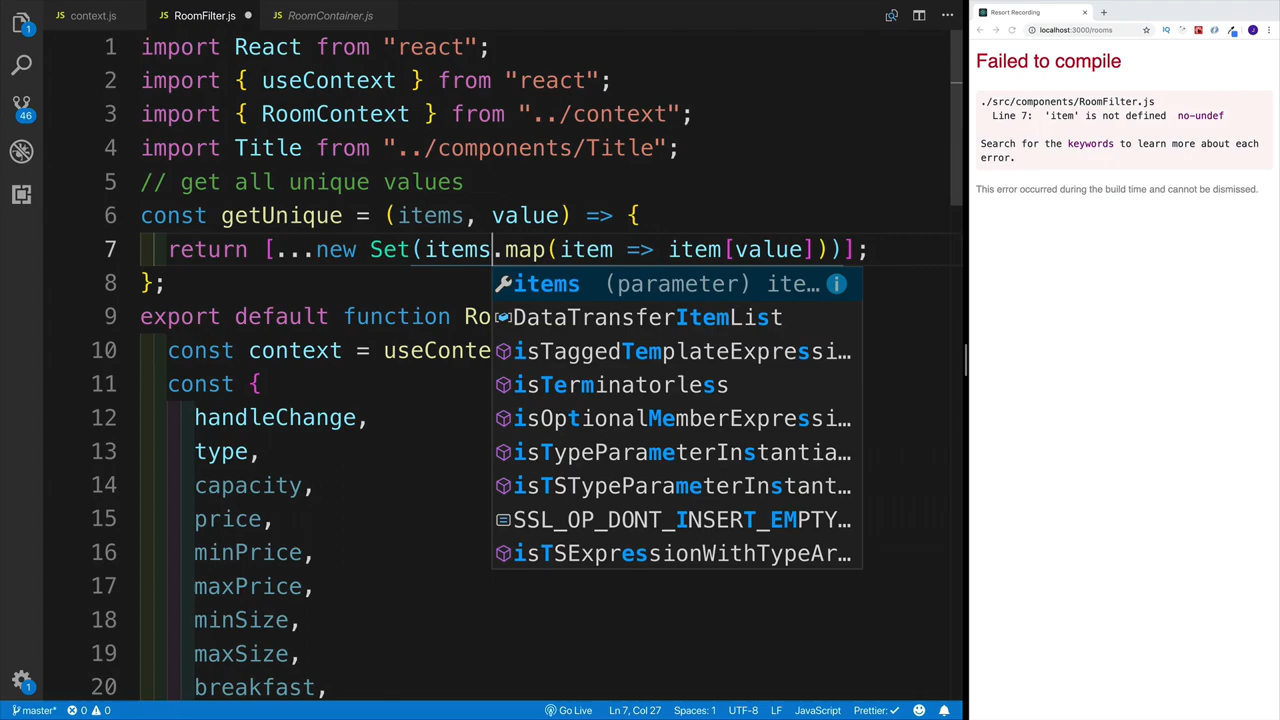 context.js
RoomFilter.js
RoomContainer.js
1 import React from "react";
2 import { useContext } from "react";
3 import { RoomContext } from "../context";
4 import Title from "../components/Title";
5 // get all unique values
6 const getUnique = (items, value) => {
7 return [...new Set(items.map(item => item[value]))];
8 };
items (parameter) ite…
9 export default function Ro
DataTransferItemList
10 const context = useConte
isTaggedTemplateExpressi…
11 const {
isTerminatorless
12 handleChange,
isOptionalMemberExpressi…
13 type,
isTypeParameterInstantia…
14 capacity,
isTSTypeParameterInstant…
15 price,
SSL_OP_DONT_INSERT_EMPTY…
16 minPrice,
isTSExpressionWithTypeAr…
17 maxPrice,
18 minSize,
19 maxSize,
20 breakfast,
1
46
1
master*
0
0
Go Live
Ln 7, Col 27
Spaces: 1
UTF-8
LF
JavaScript
Prettier:
Resort Recording
localhost:3000/rooms
IQ
J
Failed to compile
./src/components/RoomFilter.js
Line 7: 'item' is not defined no-undef
Search for the keywords to learn more about each
error.
This error occurred during the build time and cannot be dismissed.